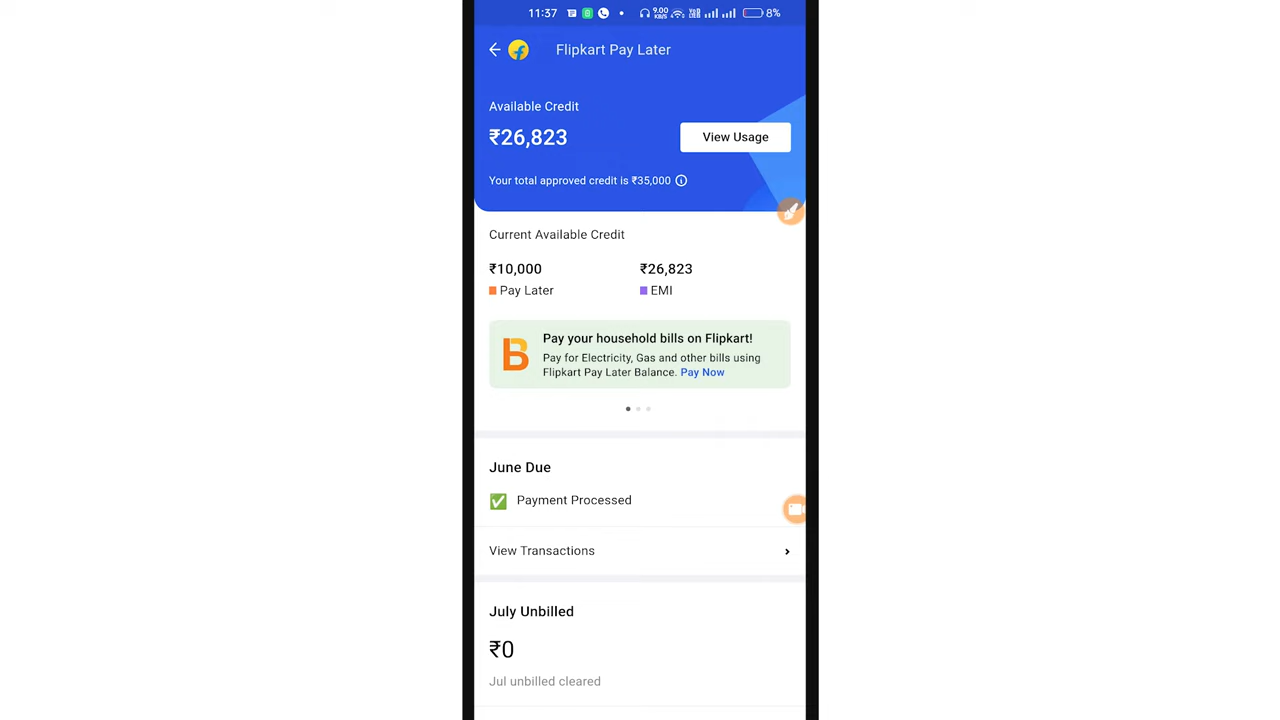 11:37 9.00 KB/S 8%
Flipkart Pay Later
Available Credit
₹26,823
View Usage
Your total approved credit is ₹35,000
Current Available Credit
₹10,000 ₹26,823
Pay Later EMI
Pay your household bills on Flipkart!
Pay for Electricity, Gas and other bills using
Flipkart Pay Later Balance. Pay Now
June Due
Payment Processed
View Transactions
July Unbilled
₹0
Jul unbilled cleared